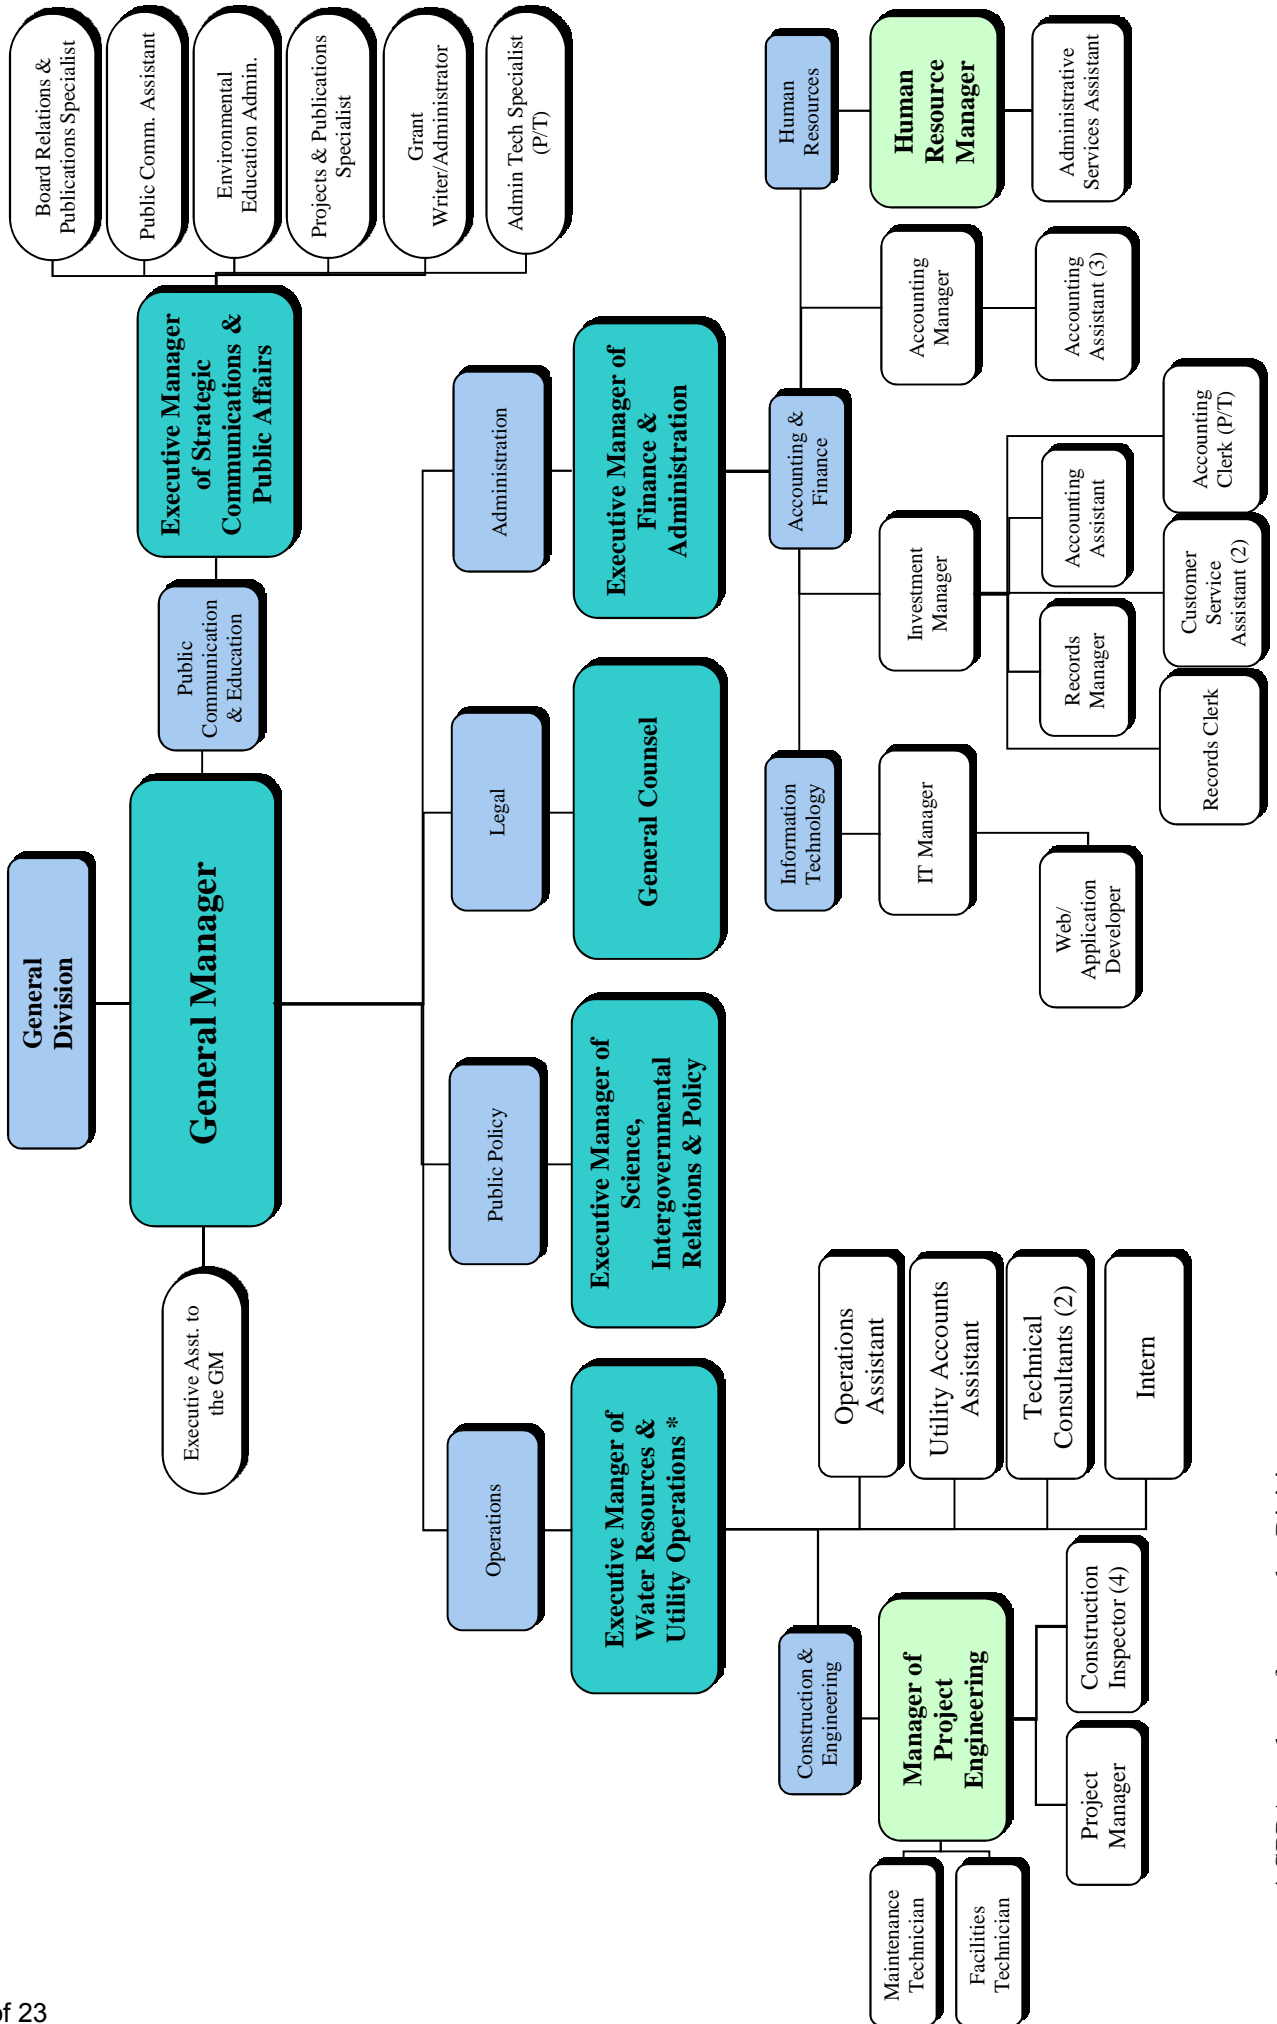 General
Division
General Manager
Executive Asst. to
the GM
Public
Communication
& Education
Executive Manager
of Strategic
Communications &
Public Affairs
Board Relations &
Publications Specialist
Public Comm. Assistant
Environmental
Education Admin.
Projects & Publications
Specialist
Grant
Writer/Administrator
Admin Tech Specialist
(P/T)
Operations
Public Policy
Legal
Administration
Executive Manger of
Water Resources &
Utility Operations *
Executive Manager of
Science,
Intergovernmental
Relations & Policy
General Counsel
Executive Manager of
Finance &
Administration
Construction &
Engineering
Manager of
Project
Engineering
Maintenance
Technician
Facilities
Technician
Project
Manager
Construction
Inspector (4)
Operations
Assistant
Utility Accounts
Assistant
Technical
Consultants (2)
Intern
Information
Technology
IT Manager
Web/
Application
Developer
Accounting &
Finance
Investment
Manager
Records
Manager
Accounting
Assistant
Records Clerk
Customer
Service
Assistant (2)
Accounting
Clerk (P/T)
Accounting
Manager
Accounting
Assistant (3)
Human
Resources
Human
Resource
Manager
Administrative
Services Assistant
of 23